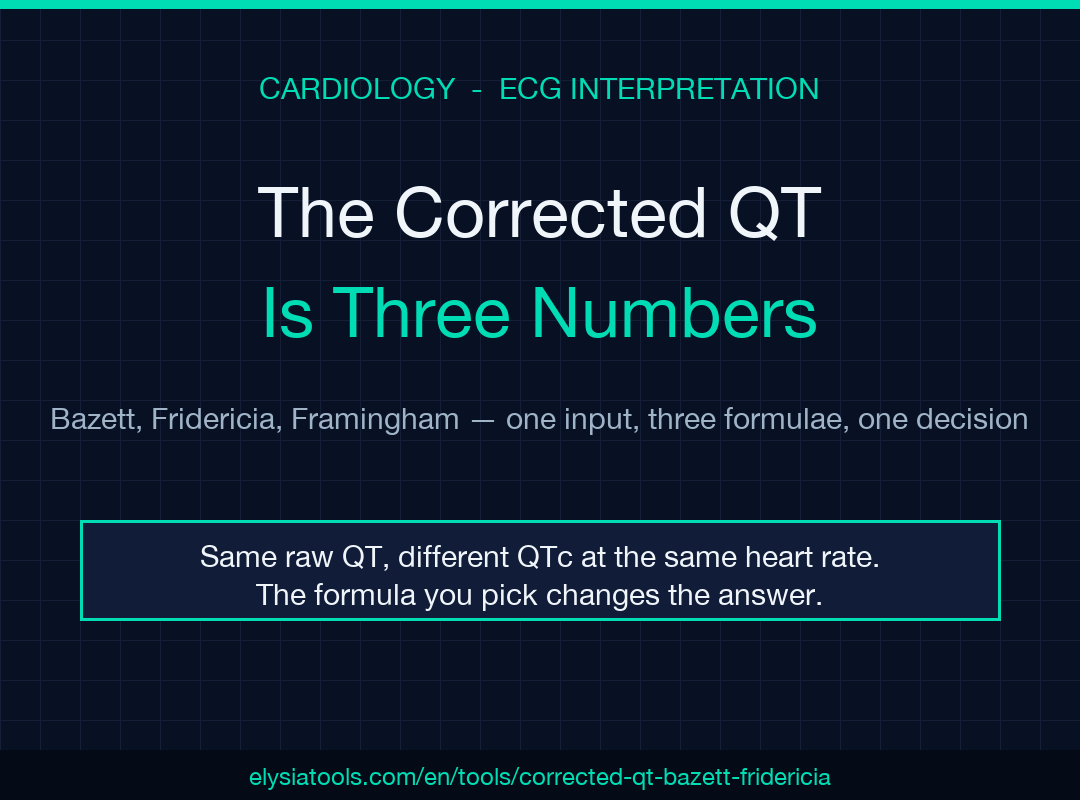 CARDIOLOGY - ECG INTERPRETATION
The Corrected QT
Is Three Numbers
Bazett, Fridericia, Framingham — one input, three formulae, one decision
Same raw QT, different QTc at the same heart rate.
The formula you pick changes the answer.
elysiatools.com/en/tools/corrected-qt-bazett-fridericia